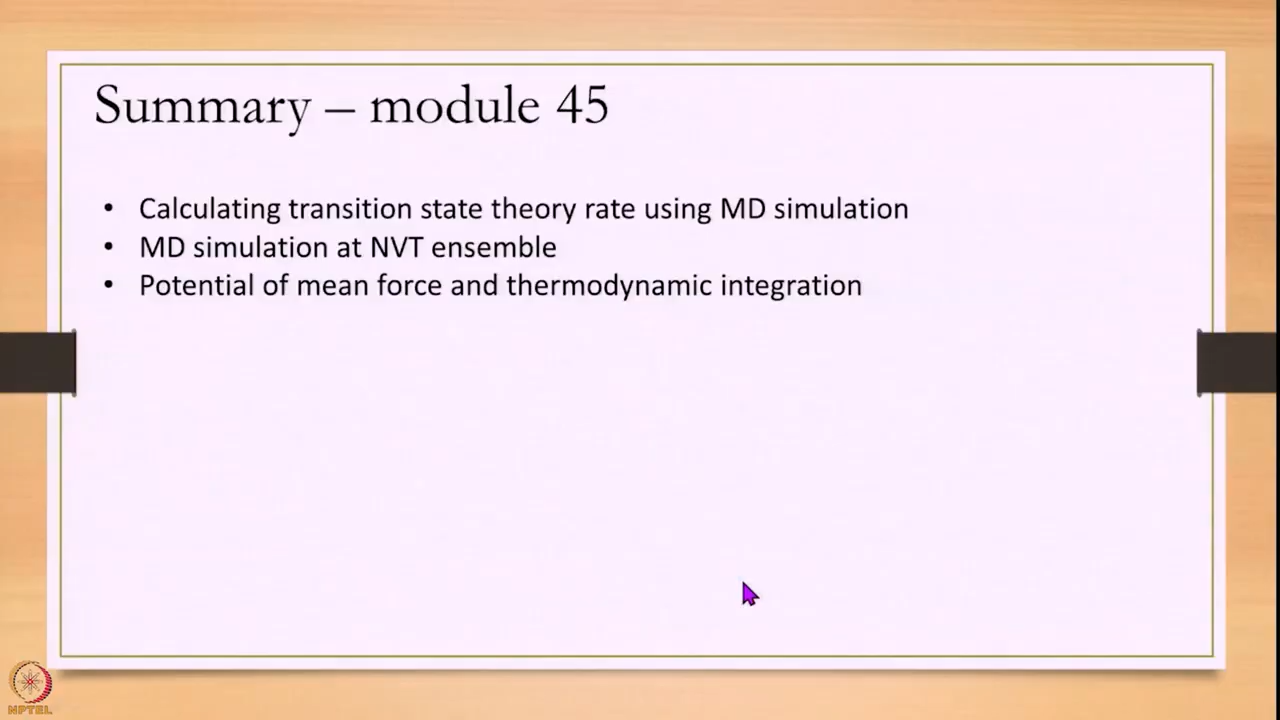 Summary – module 45
• Calculating transition state theory rate using MD simulation
• MD simulation at NVT ensemble
• Potential of mean force and thermodynamic integration
NPTEL